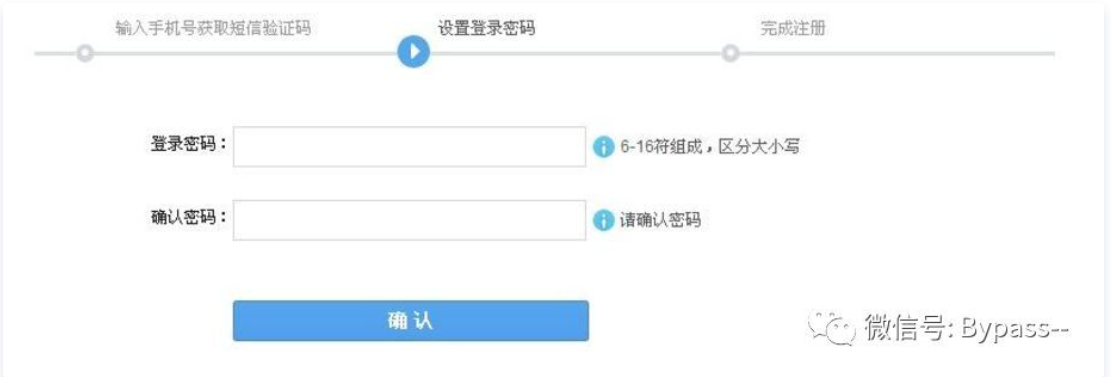 输入手机号获取短信验证码
设置登录密码
完成注册
登录密码：
6-16符组成，区分大小写
确认密码：
请确认密码
确 认
微信号: Bypass--